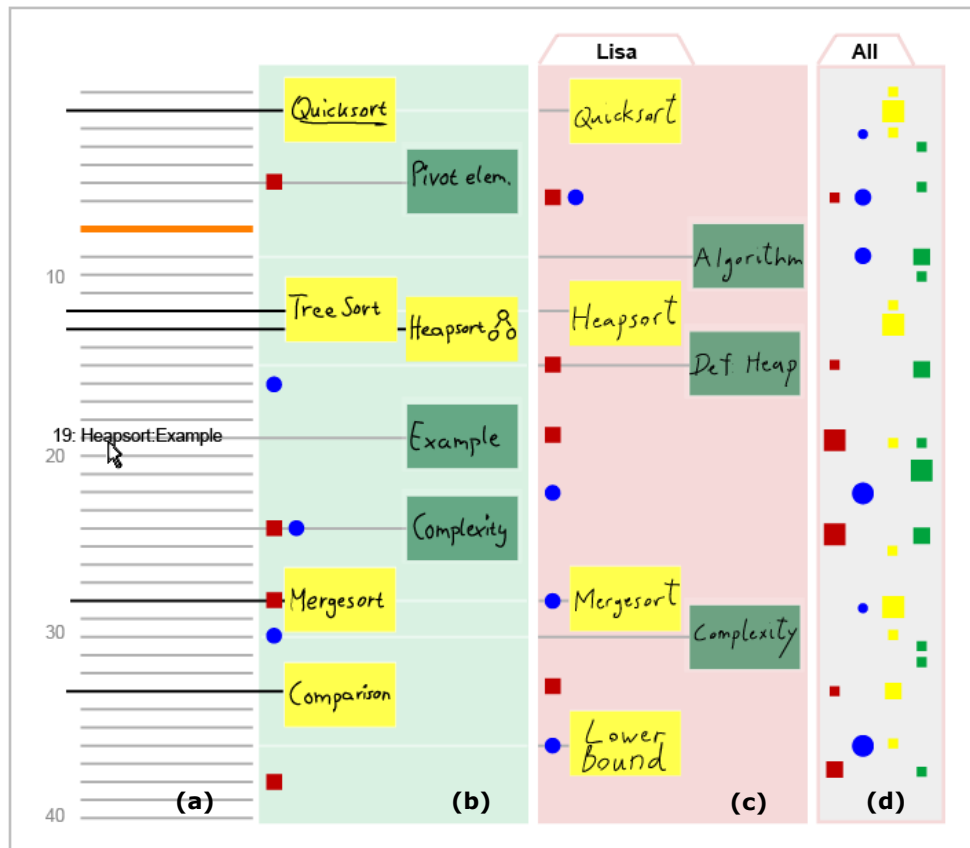 Lisa
All
Quicksort
Quicksort
Pivot elem.
Algorithm
10
Tree Sort
Heapsort
Heapsort
Def. Heap
19: Heapsort:Example
Example
20
Complexity
Mergesort
Mergesort
30
Complexity
Comparison
Lower
Bound
40
(a)
(b)
(c)
(d)